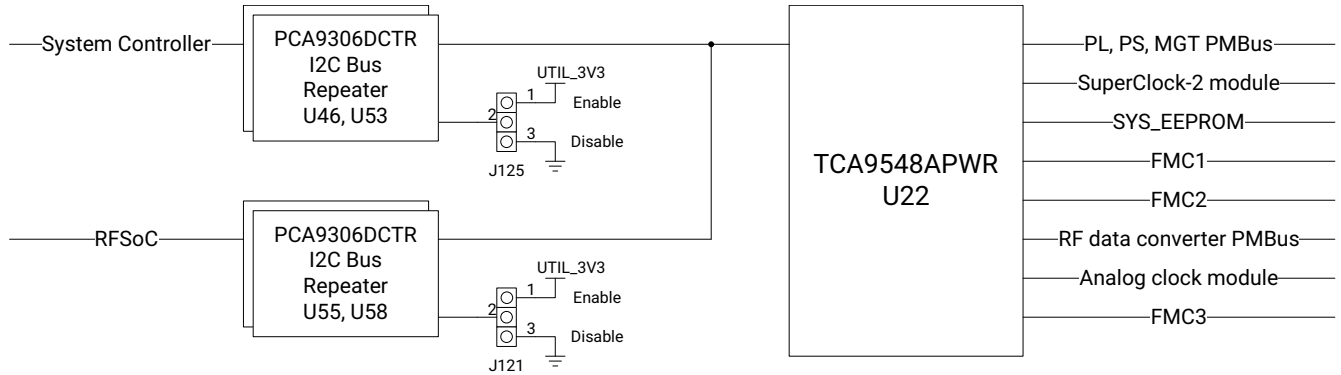 System Controller
PCA9306DCTR
I2C Bus
Repeater
U46, U53
UTIL_3V3
1
Enable
2
3
Disable
J125
RFSoC
PCA9306DCTR
I2C Bus
Repeater
U55, U58
UTIL_3V3
1
Enable
2
3
Disable
J121
TCA9548APWR
U22
PL, PS, MGT PMBus
SuperClock-2 module
SYS_EEPROM
FMC1
FMC2
RF data converter PMBus
Analog clock module
FMC3